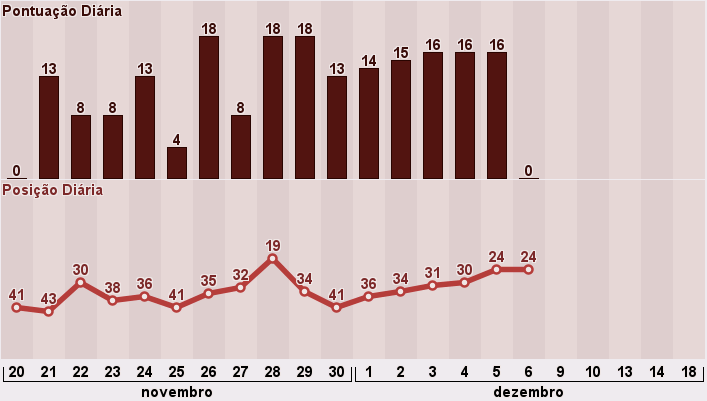 Pontuação Diária
0 13 8 8 13 4 18 8 18 18 13 14 15 16 16 16 0
Posição Diária
41 43 30 38 36 41 35 32 19 34 41 36 34 31 30 24 24
20 21 22 23 24 25 26 27 28 29 30 1 2 3 4 5 6 9 10 13 14 18
novembro dezembro